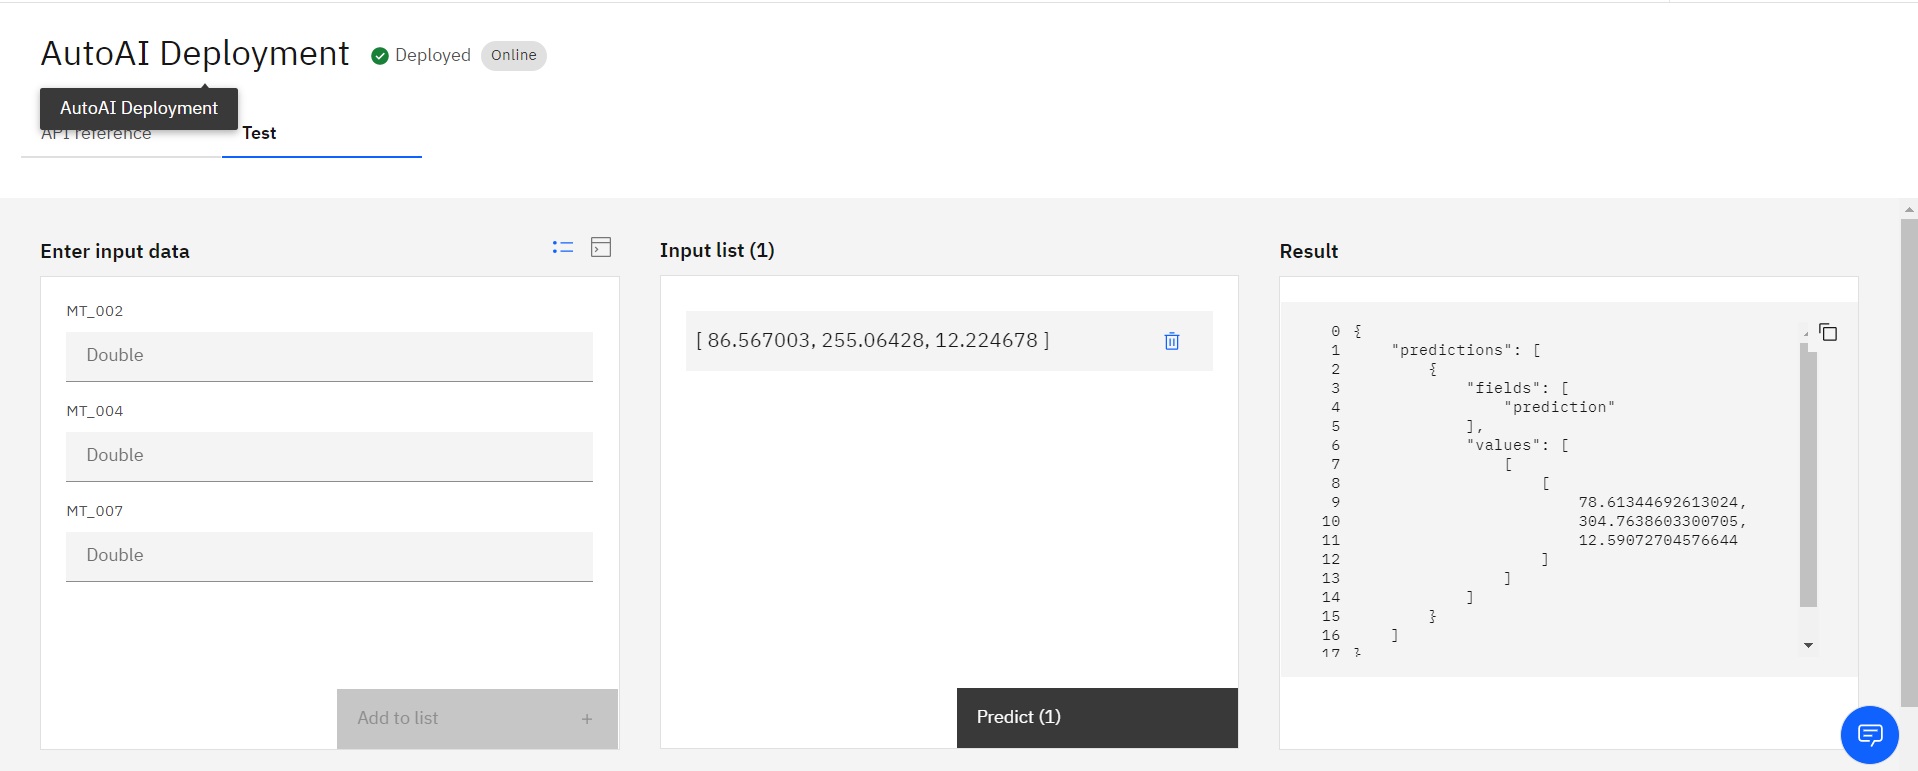 AutoAI Deployment Deployed Online
AutoAI Deployment
API reference Test
Enter input data
MT_002
Double
MT_004
Double
MT_007
Double
Add to list +
Input list (1)
[ 86.567003, 255.06428, 12.224678 ]
Predict (1)
Result
0 {
1 "predictions": [
2 {
3 "fields": [
4 "prediction"
5 ],
6 "values": [
7 [
8 [
9 78.61344692613024,
10 304.7638603300705,
11 12.59072704576644
12 ]
13 ]
14 ]
15 }
16 ]
17 }